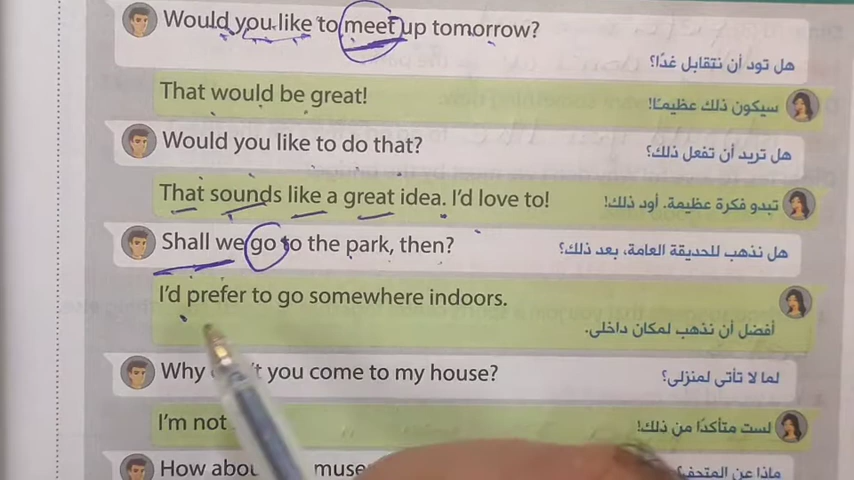 Would you like to meet up tomorrow?
هل تود أن نتقابل غدًا؟
That would be great!
سيكون ذلك عظيمًا!
Would you like to do that?
هل تريد أن تفعل ذلك؟
That sounds like a great idea. I'd love to!
تبدو فكرة عظيمة. أود ذلك!
Shall we go to the park, then?
هل نذهب للحديقة العامة، بعد ذلك؟
I'd prefer to go somewhere indoors.
أفضل أن نذهب لمكان داخلى.
Why you come to my house?
لما لا تأتى لمنزلى؟
I'm not
لست متأكدًا من ذلك!
How
ماذا عن المتحف؟